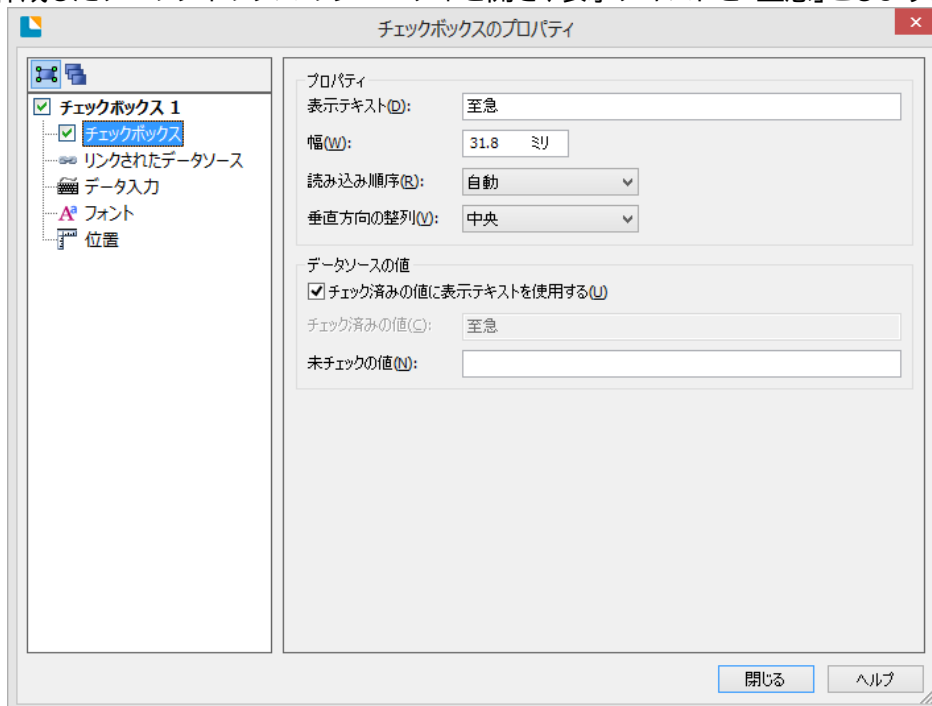 チェックボックスのプロパティ
チェックボックス 1
チェックボックス
リンクされたデータソース
データ入力
フォント
位置
プロパティ
表示テキスト(D):
至急
幅(W):
31.8 ミリ
読み込み順序(R):
自動
垂直方向の整列(V):
中央
データソースの値
チェック済みの値に表示テキストを使用する(U)
チェック済みの値(C):
至急
未チェックの値(N):
閉じる
ヘルプ